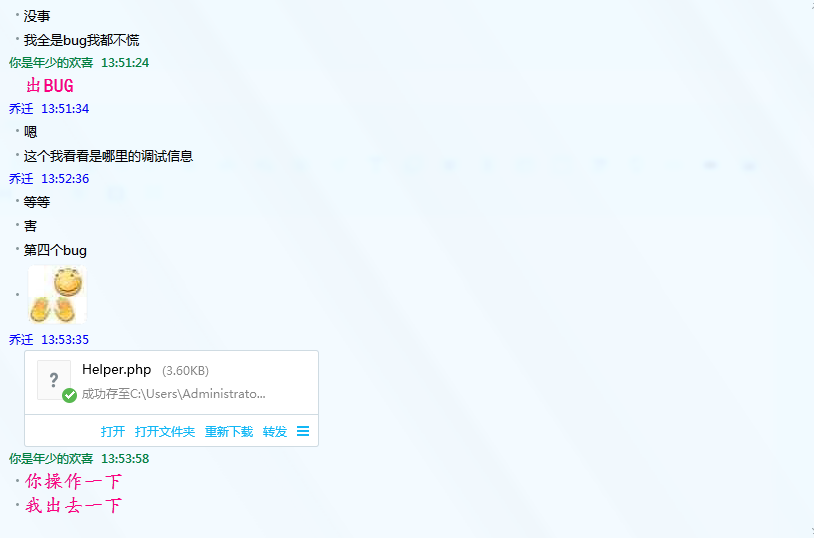 没事
我全是bug我都不慌
你是年少的欢喜 13:51:24
出BUG
乔迁 13:51:34
嗯
这个我看看是哪里的调试信息
乔迁 13:52:36
等等
害
第四个bug
乔迁 13:53:35
Helper.php (3.60KB)
成功存至C:\Users\Administrato...
打开 打开文件夹 重新下载 转发
你是年少的欢喜 13:53:58
你操作一下
我出去一下